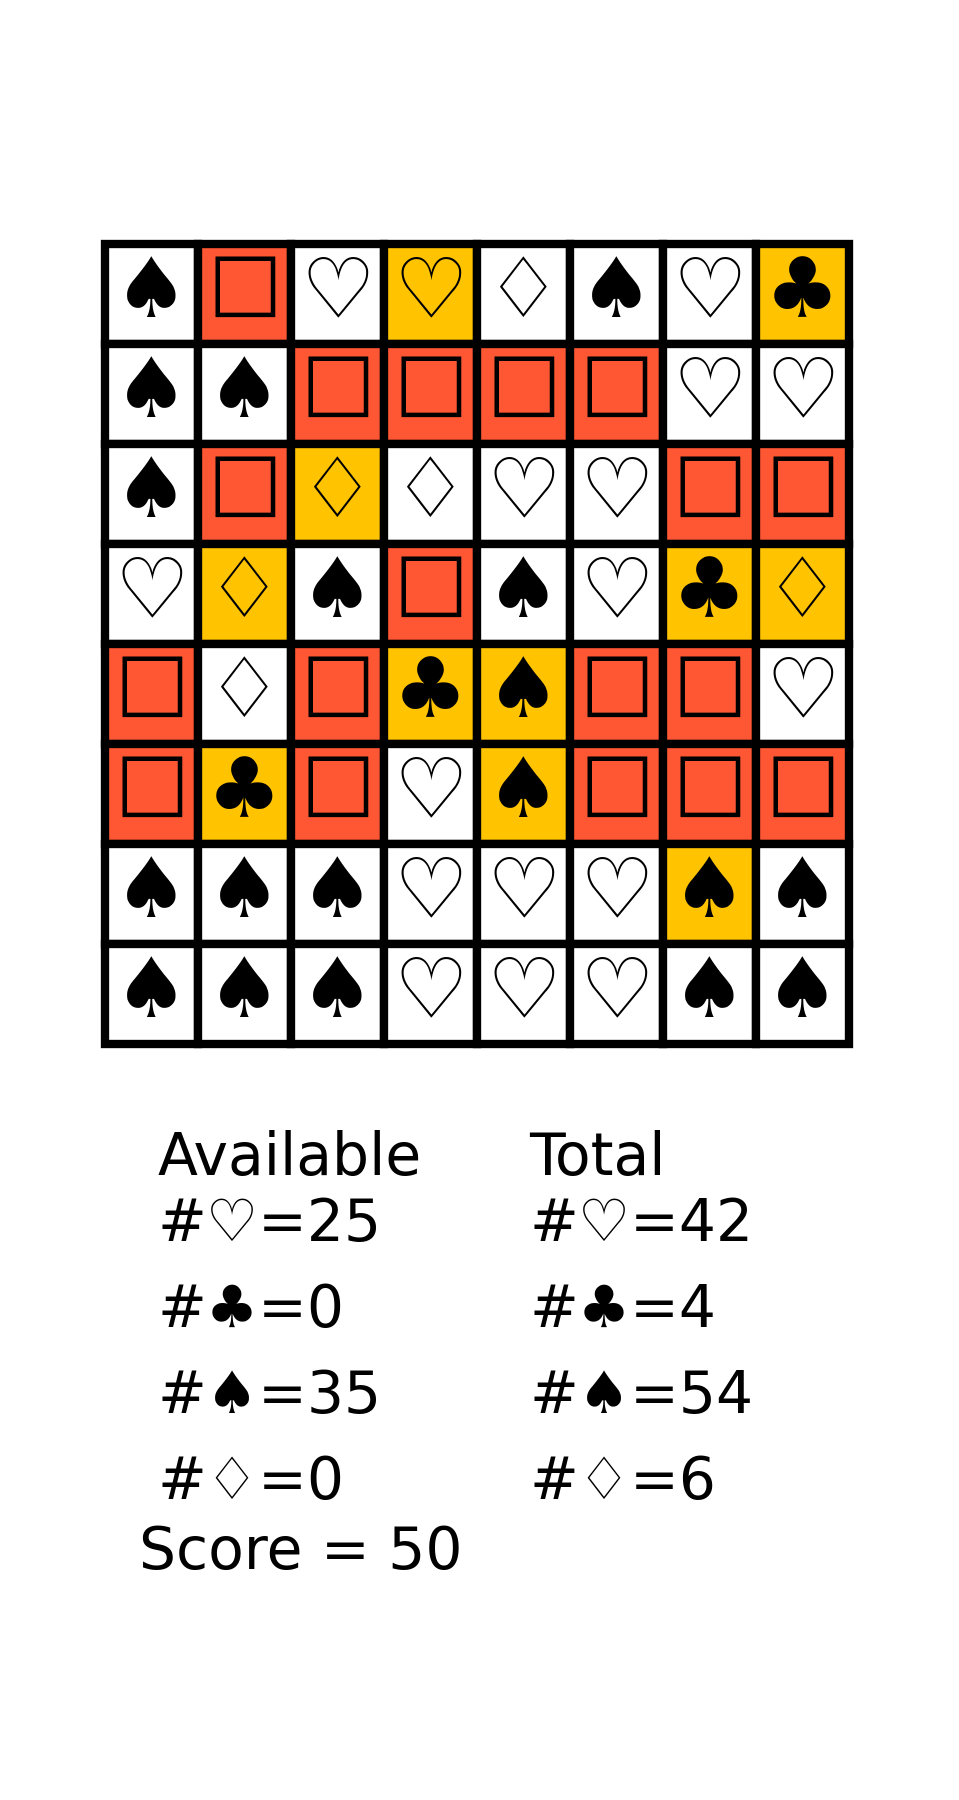 ♠ □ ♡ ♡ ♢ ♠ ♡ ♣
♠ ♠ □ □ □ □ ♡ ♡
♠ □ ♢ ♢ ♡ ♡ □ □
♡ ♢ ♠ □ ♠ ♡ ♣ ♢
□ ♢ □ ♣ ♠ □ □ ♡
□ ♣ □ ♡ ♠ □ □ □
♠ ♠ ♠ ♡ ♡ ♡ ♠ ♠
♠ ♠ ♠ ♡ ♡ ♡ ♠ ♠
Available Total
#♡=25 #♡=42
#♣=0 #♣=4
#♠=35 #♠=54
#♢=0 #♢=6
Score = 50